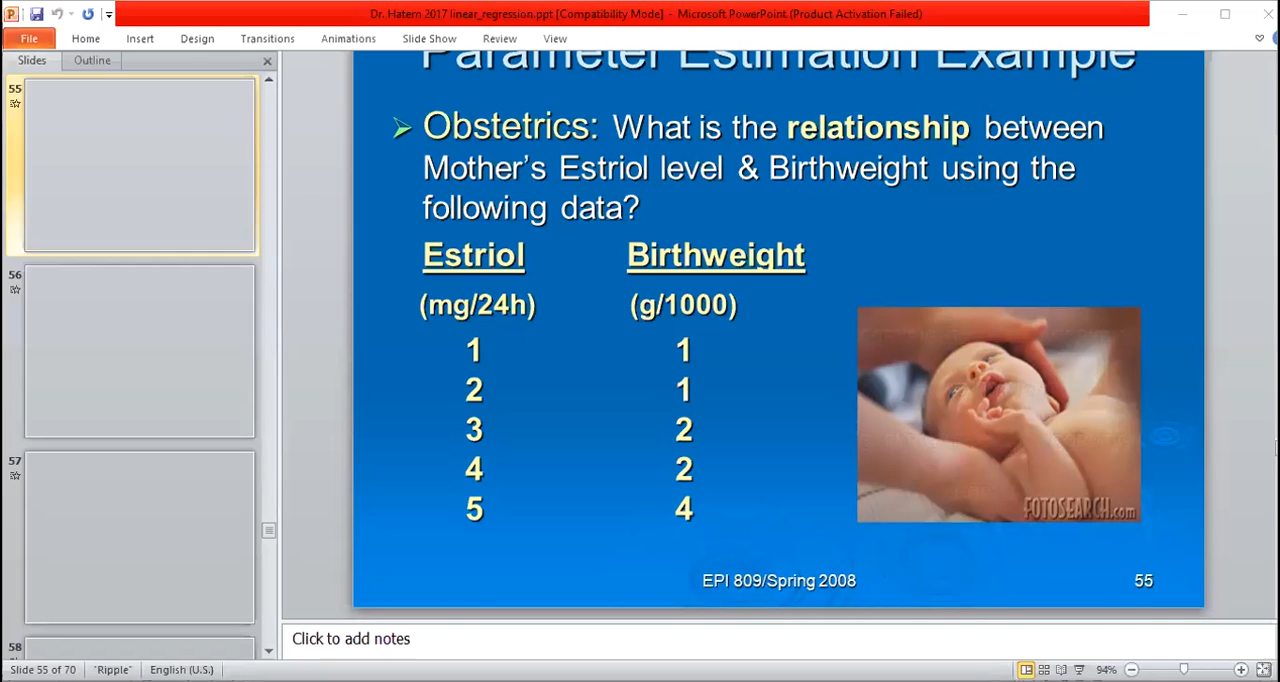 Dr. Hatern 2017 linear_regression.ppt [Compatibility Mode] - Microsoft PowerPoint (Product Activation Failed)
File Home Insert Design Transitions Animations Slide Show Review View
Slides Outline
55
56
57
58
Parameter Estimation Example
Obstetrics: What is the relationship between
Mother's Estriol level & Birthweight using the
following data?
Estriol Birthweight
(mg/24h) (g/1000)
1 1
2 1
3 2
4 2
5 4
FOTOSEARCH.com
EPI 809/Spring 2008 55
Click to add notes
Slide 55 of 70 "Ripple" English (U.S.) 94%